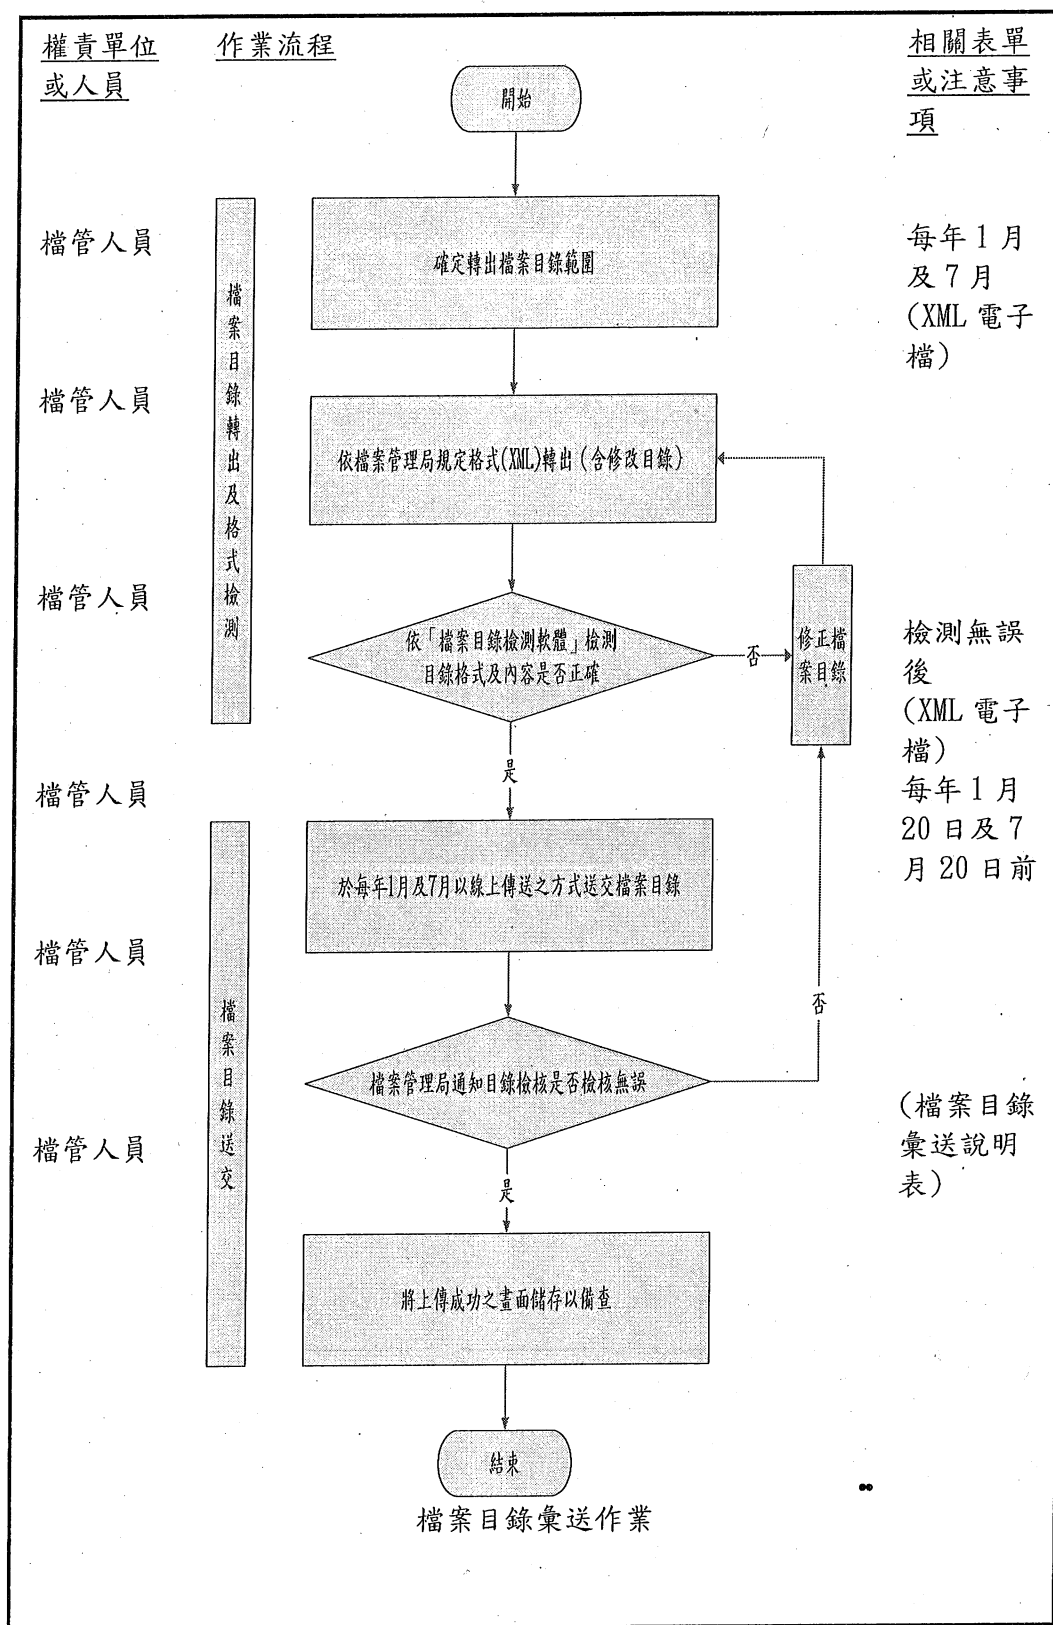 權責單位
或人員
作業流程
相關表單
或注意事
項
開始
檔管人員
檔案目錄轉出及格式檢測
確定轉出檔案目錄範圍
每年1月
及7月
(XML 電子
檔)
檔管人員
依檔案管理局規定格式(XML)轉出(含修改目錄)
檔管人員
依「檔案目錄檢測軟體」檢測
目錄格式及內容是否正確
否
修正檔
案目錄
檢測無誤
後
(XML 電子
檔)
是
檔管人員
每年1月
20日及7
月20日前
檔案目錄送交
於每年1月及7月以線上傳送之方式送交檔案目錄
檔管人員
否
檔案管理局通知目錄檢核是否檢核無誤
檔管人員
(檔案目錄
彙送說明
表)
是
將上傳成功之畫面儲存以備查
結束
檔案目錄彙送作業